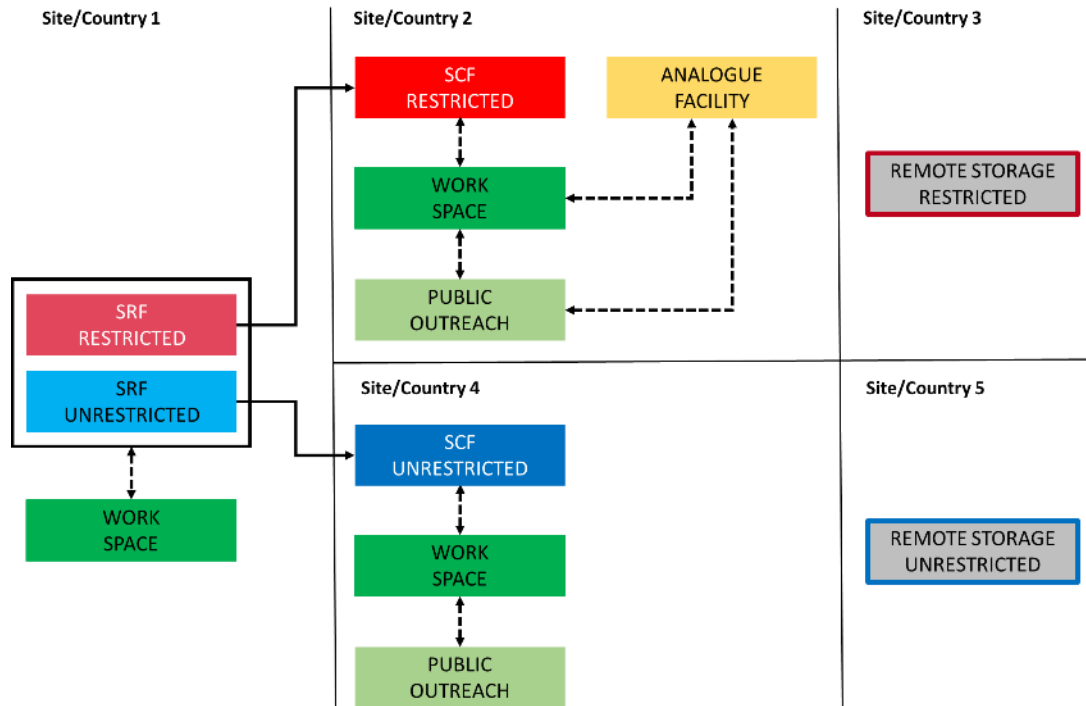 Site/Country 1
SRF
RESTRICTED
SRF
UNRESTRICTED
WORK
SPACE
Site/Country 2
SCF
RESTRICTED
ANALOGUE
FACILITY
WORK
SPACE
PUBLIC
OUTREACH
Site/Country 3
REMOTE STORAGE
RESTRICTED
Site/Country 4
SCF
UNRESTRICTED
WORK
SPACE
PUBLIC
OUTREACH
Site/Country 5
REMOTE STORAGE
UNRESTRICTED